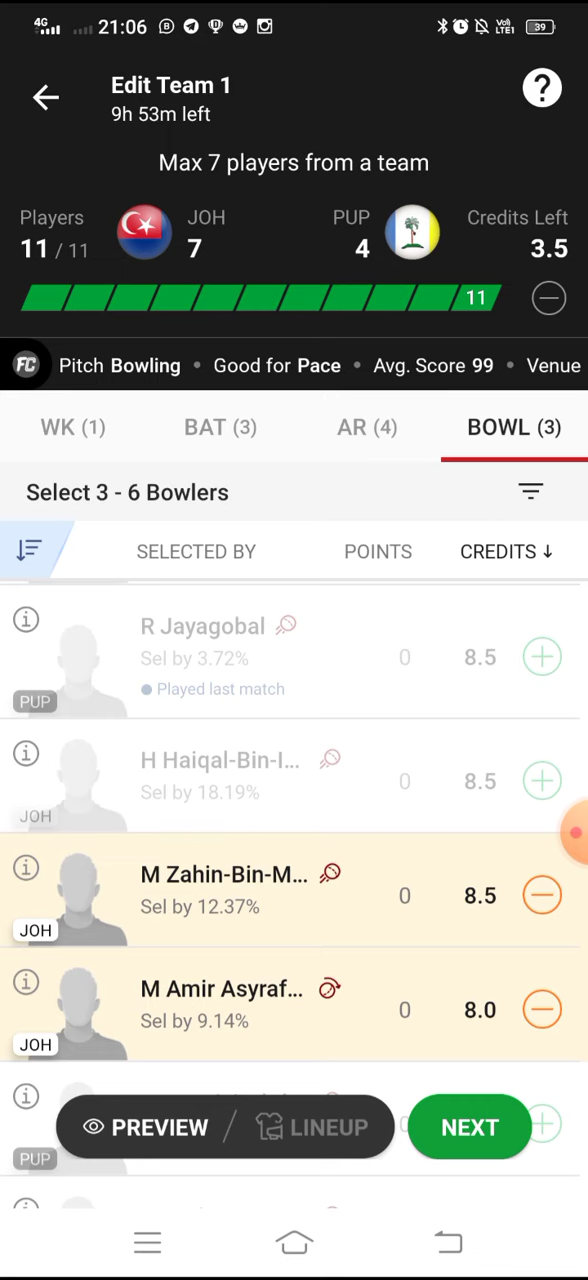 4G 21:06 VoI) LTE1 39
Edit Team 1
9h 53m left
?
Max 7 players from a team
Players JOH PUP Credits Left
11 / 11 7 4 3.5
11
FC Pitch Bowling • Good for Pace • Avg. Score 99 • Venue
WK (1) BAT (3) AR (4) BOWL (3)
Select 3 - 6 Bowlers
SELECTED BY POINTS CREDITS ↓
R Jayagobal
Sel by 3.72% 0 8.5
Played last match
PUP
H Haiqal-Bin-I...
Sel by 18.19% 0 8.5
JOH
M Zahin-Bin-M...
Sel by 12.37% 0 8.5
JOH
M Amir Asyraf...
Sel by 9.14% 0 8.0
JOH
PREVIEW / LINEUP NEXT
PUP